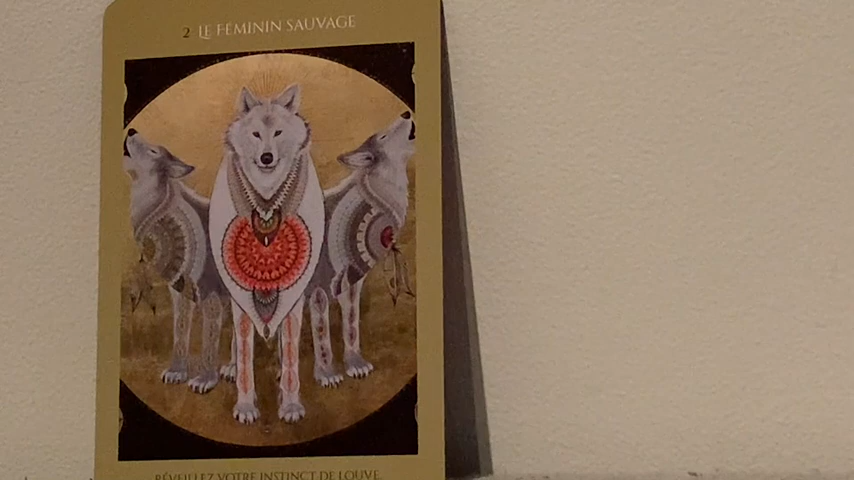 2 LE FÉMININ SAUVAGE
RÉVEILLEZ VOTRE INSTINCT DE LOUVE